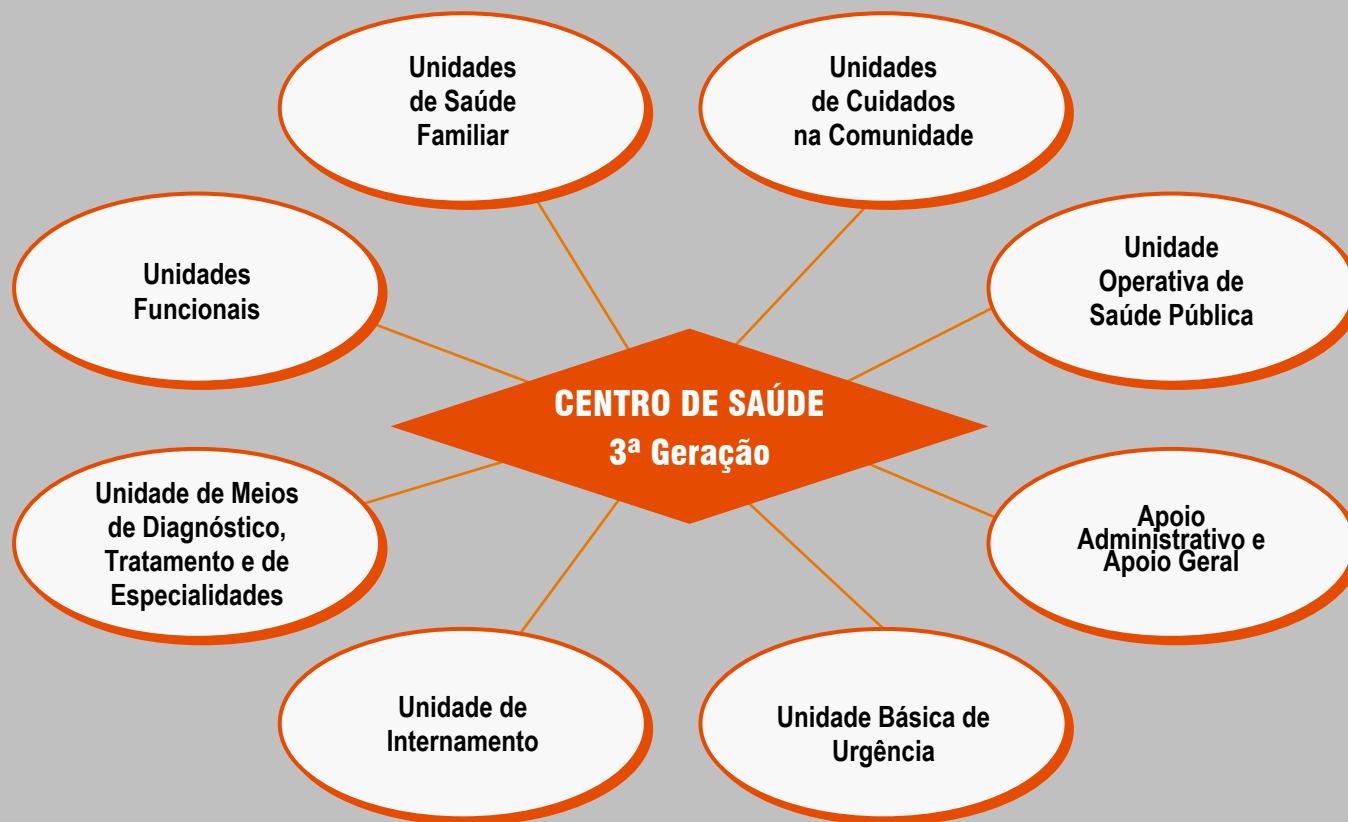 Unidades
de Saúde
Familiar
Unidades
de Cuidados
na Comunidade
Unidades
Funcionais
Unidade
Operativa de
Saúde Pública
CENTRO DE SAÚDE
3ª Geração
Unidade de Meios
de Diagnóstico,
Tratamento e de
Especialidades
Apoio
Administrativo e
Apoio Geral
Unidade de
Internamento
Unidade Básica de
Urgência